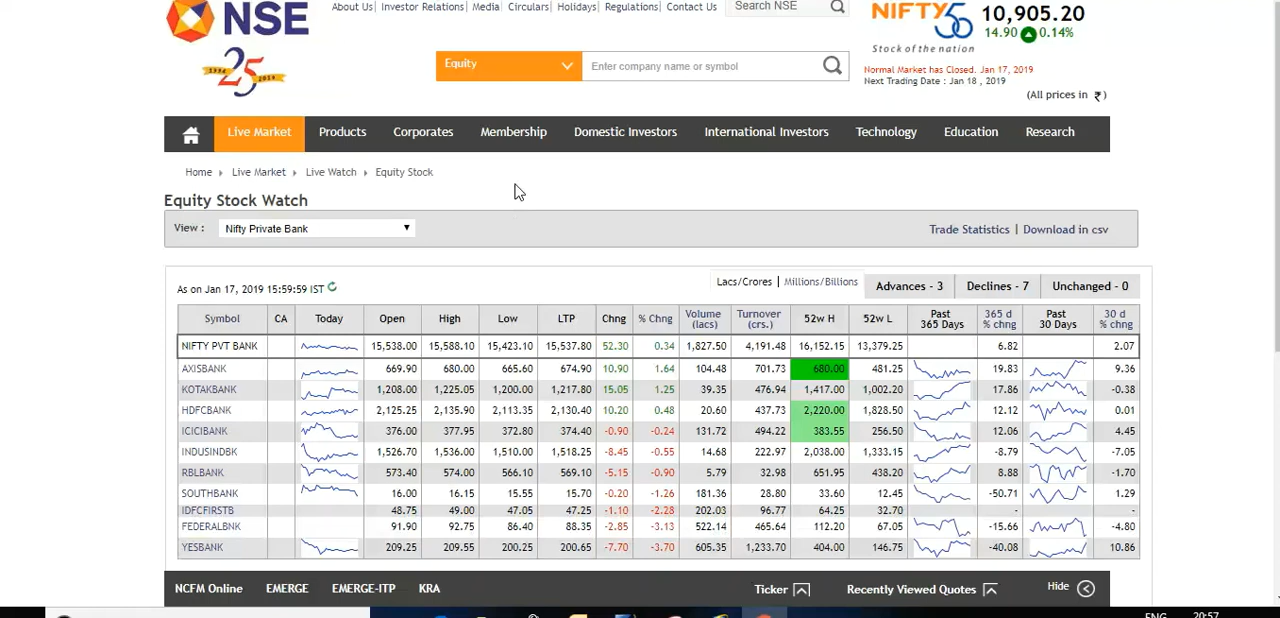 About Us | Investor Relations | Media | Circulars | Holidays | Regulations | Contact Us
Search NSE
NSE
NIFTY50
Stock of the nation
10,905.20
14.90 0.14%
Normal Market has Closed. Jan 17, 2019
Next Trading Date : Jan 18 , 2019
(All prices in ₹)
25
Equity
Enter company name or symbol
Live Market Products Corporates Membership Domestic Investors International Investors Technology Education Research
Home Live Market Live Watch Equity Stock
Equity Stock Watch
View : Nifty Private Bank Trade Statistics | Download in csv
As on Jan 17, 2019 15:59:59 IST Lacs/Crores | Millions/Billions Advances - 3 Declines - 7 Unchanged - 0
Symbol CA Today Open High Low LTP Chng % Chng Volume (lacs) Turnover (crs.) 52w H 52w L Past 365 Days 365 d % chng Past 30 Days 30 d % chng
NIFTY PVT BANK 15,538.00 15,588.10 15,423.10 15,537.80 52.30 0.34 1,827.50 4,191.48 16,152.15 13,379.25 6.82 2.07
AXISBANK 669.90 680.00 665.60 674.90 10.90 1.64 104.48 701.73 680.00 481.25 19.83 9.36
KOTAKBANK 1,208.00 1,225.05 1,200.00 1,217.80 15.05 1.25 39.35 476.94 1,417.00 1,002.20 17.86 -0.38
HDFCBANK 2,125.25 2,135.90 2,113.35 2,130.40 10.20 0.48 20.60 437.73 2,220.00 1,828.50 12.12 0.01
ICICIBANK 376.00 377.95 372.80 374.40 -0.90 -0.24 131.72 494.22 383.55 256.50 12.06 4.45
INDUSINDBK 1,526.70 1,536.00 1,510.00 1,518.25 -8.45 -0.55 14.68 222.97 2,038.00 1,333.15 -8.79 -7.05
RBLBANK 573.40 574.00 566.10 569.10 -5.15 -0.90 5.79 32.98 651.95 438.20 8.88 -1.70
SOUTHBANK 16.00 16.15 15.55 15.70 -0.20 -1.26 181.36 28.80 33.60 12.45 -50.71 1.29
IDFCFIRSTB 48.75 49.00 47.05 47.25 -1.10 -2.28 202.03 96.77 64.25 32.70 - -
FEDERALBNK 91.90 92.75 86.40 88.35 -2.85 -3.13 522.14 465.64 112.20 67.05 -15.66 -4.80
YESBANK 209.25 209.55 200.25 200.65 -7.70 -3.70 605.35 1,233.70 404.00 146.75 -40.08 10.86
NCFM Online EMERGE EMERGE-ITP KRA Ticker Recently Viewed Quotes Hide
ENG 20:57